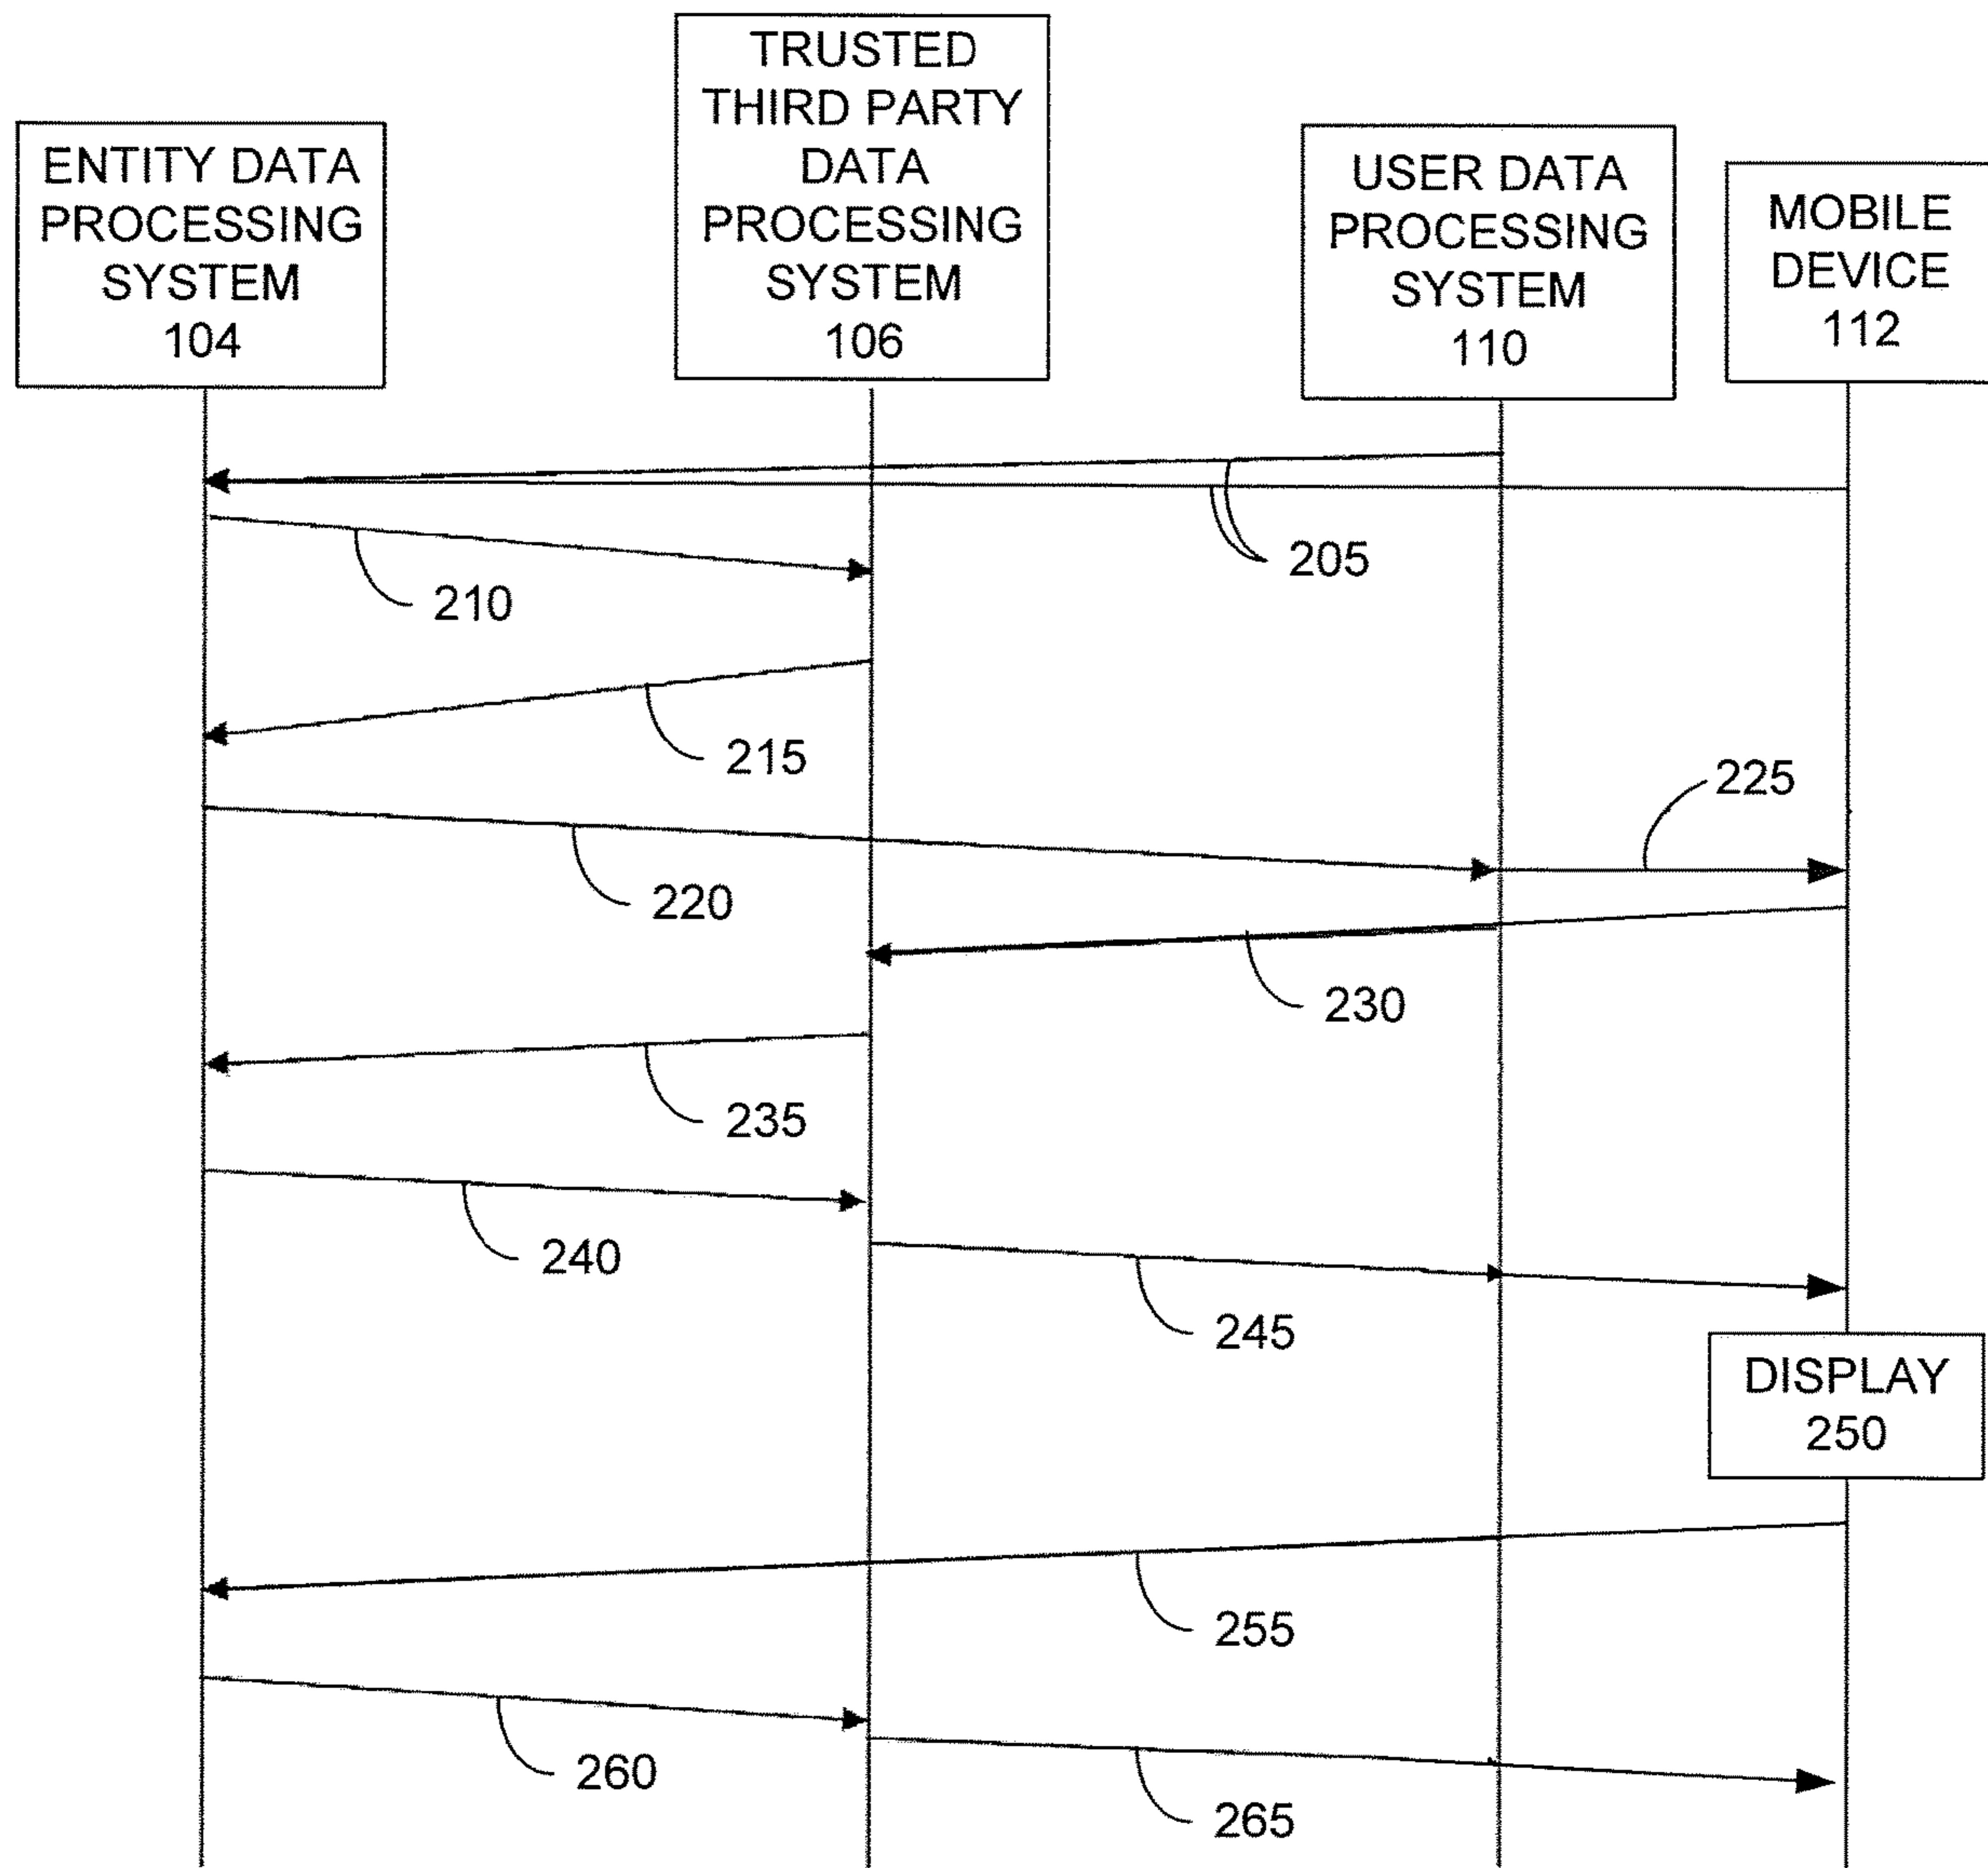 ENTITY DATA
PROCESSING
SYSTEM
104
TRUSTED
THIRD PARTY
DATA
PROCESSING
SYSTEM
106
USER DATA
PROCESSING
SYSTEM
110
MOBILE
DEVICE
112
205
210
215
225
220
230
235
240
245
DISPLAY
250
255
260
265